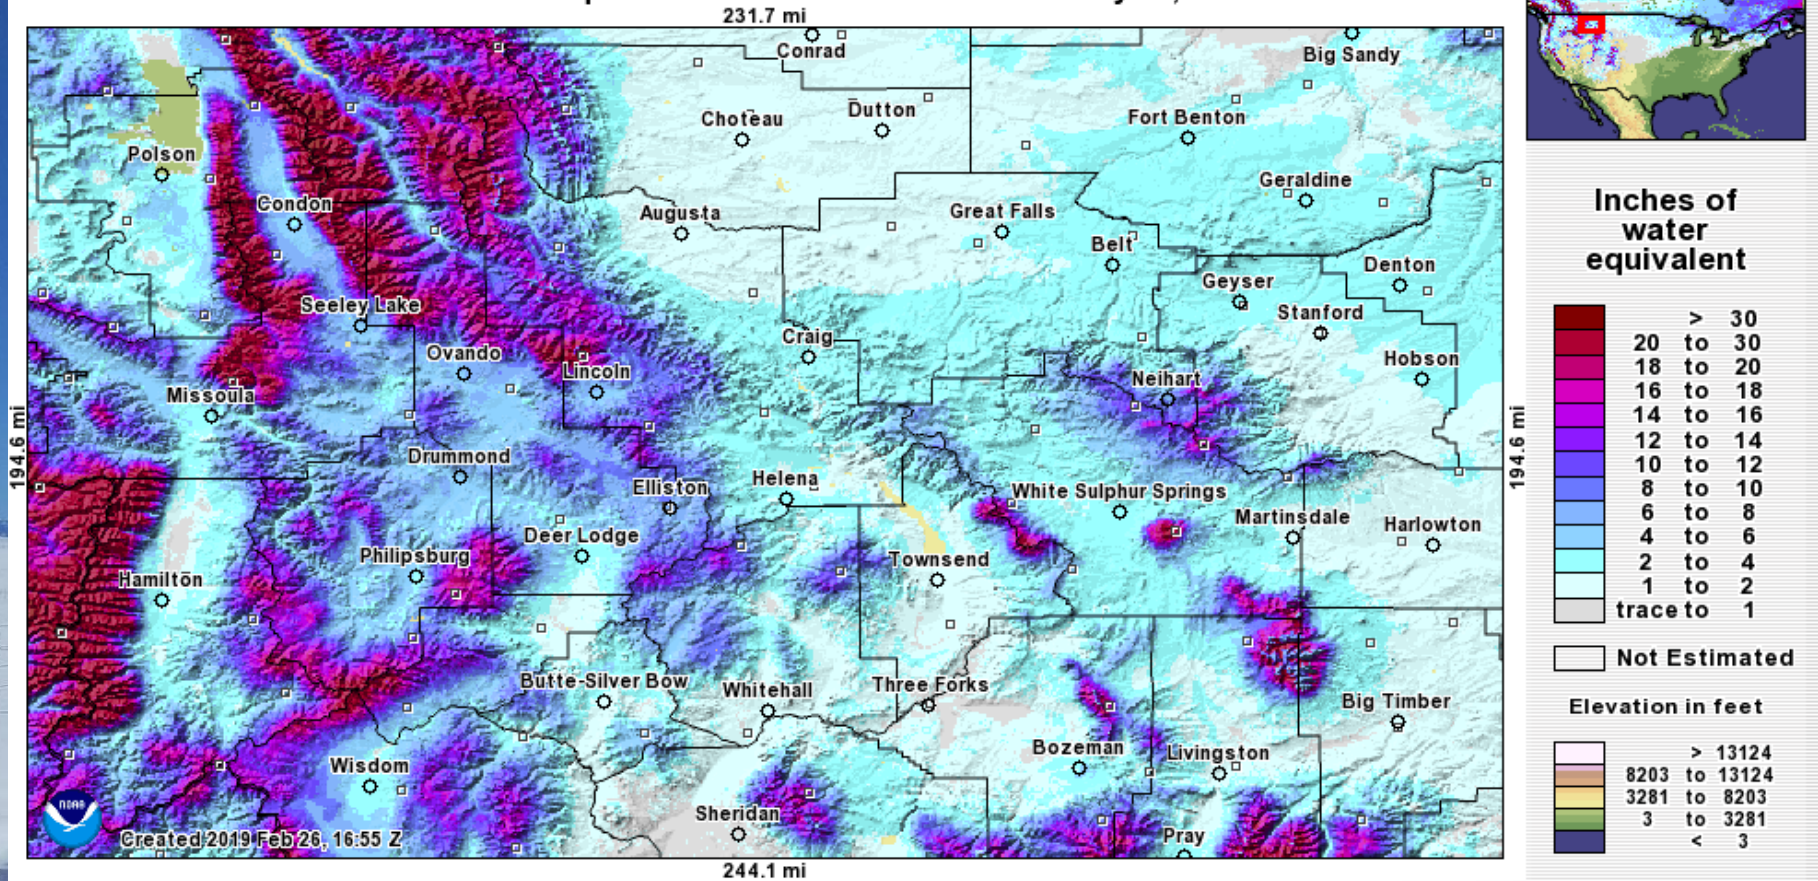 231.7 mi
Conrad
Big Sandy
Choteau
Dutton
Fort Benton
Polson
Geraldine
Condon
Augusta
Great Falls
Belt
Denton
Geyser
Seeley Lake
Stanford
Craig
Ovando
Hobson
Lincoln
Neihart
Missoula
194.6 mi
194.6 mi
Drummond
Helena
Elliston
White Sulphur Springs
Martinsdale
Harlowton
Deer Lodge
Philipsburg
Townsend
Hamilton
Butte-Silver Bow
Whitehall
Three Forks
Big Timber
Bozeman
Livingston
Wisdom
NOAA
Sheridan
Pray
Created 2019 Feb 26, 16:55 Z
244.1 mi
Inches of
water
equivalent
> 30
20 to 30
18 to 20
16 to 18
14 to 16
12 to 14
10 to 12
8 to 10
6 to 8
4 to 6
2 to 4
1 to 2
trace to 1
Not Estimated
Elevation in feet
> 13124
8203 to 13124
3281 to 8203
3 to 3281
< 3